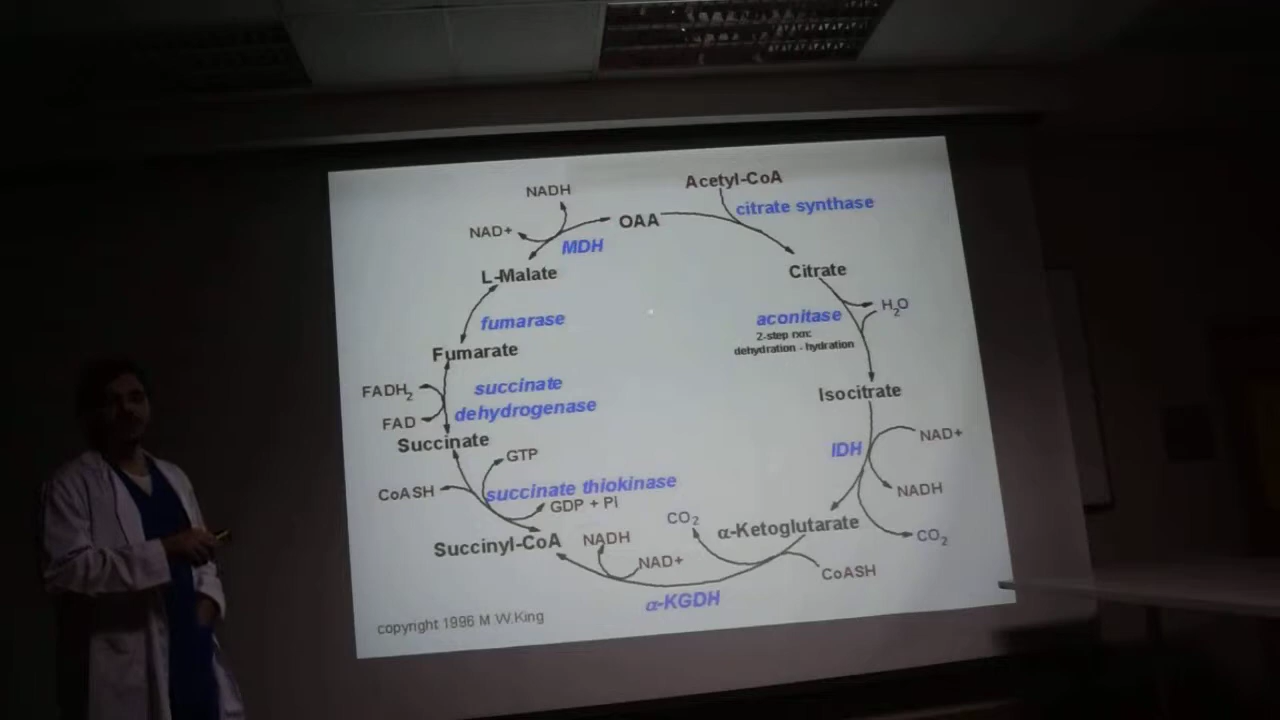 NADH
Acetyl-CoA
citrate synthase
OAA
NAD+
MDH
L-Malate
Citrate
fumarase
aconitase
H2O
2-step rxn:
dehydration - hydration
Fumarate
FADH2
succinate
dehydrogenase
FAD
Isocitrate
Succinate
IDH
NAD+
GTP
CoASH
succinate thiokinase
GDP + Pi
NADH
CO2
α-Ketoglutarate
CO2
Succinyl-CoA
NADH
NAD+
CoASH
α-KGDH
copyright 1996 M.W.King